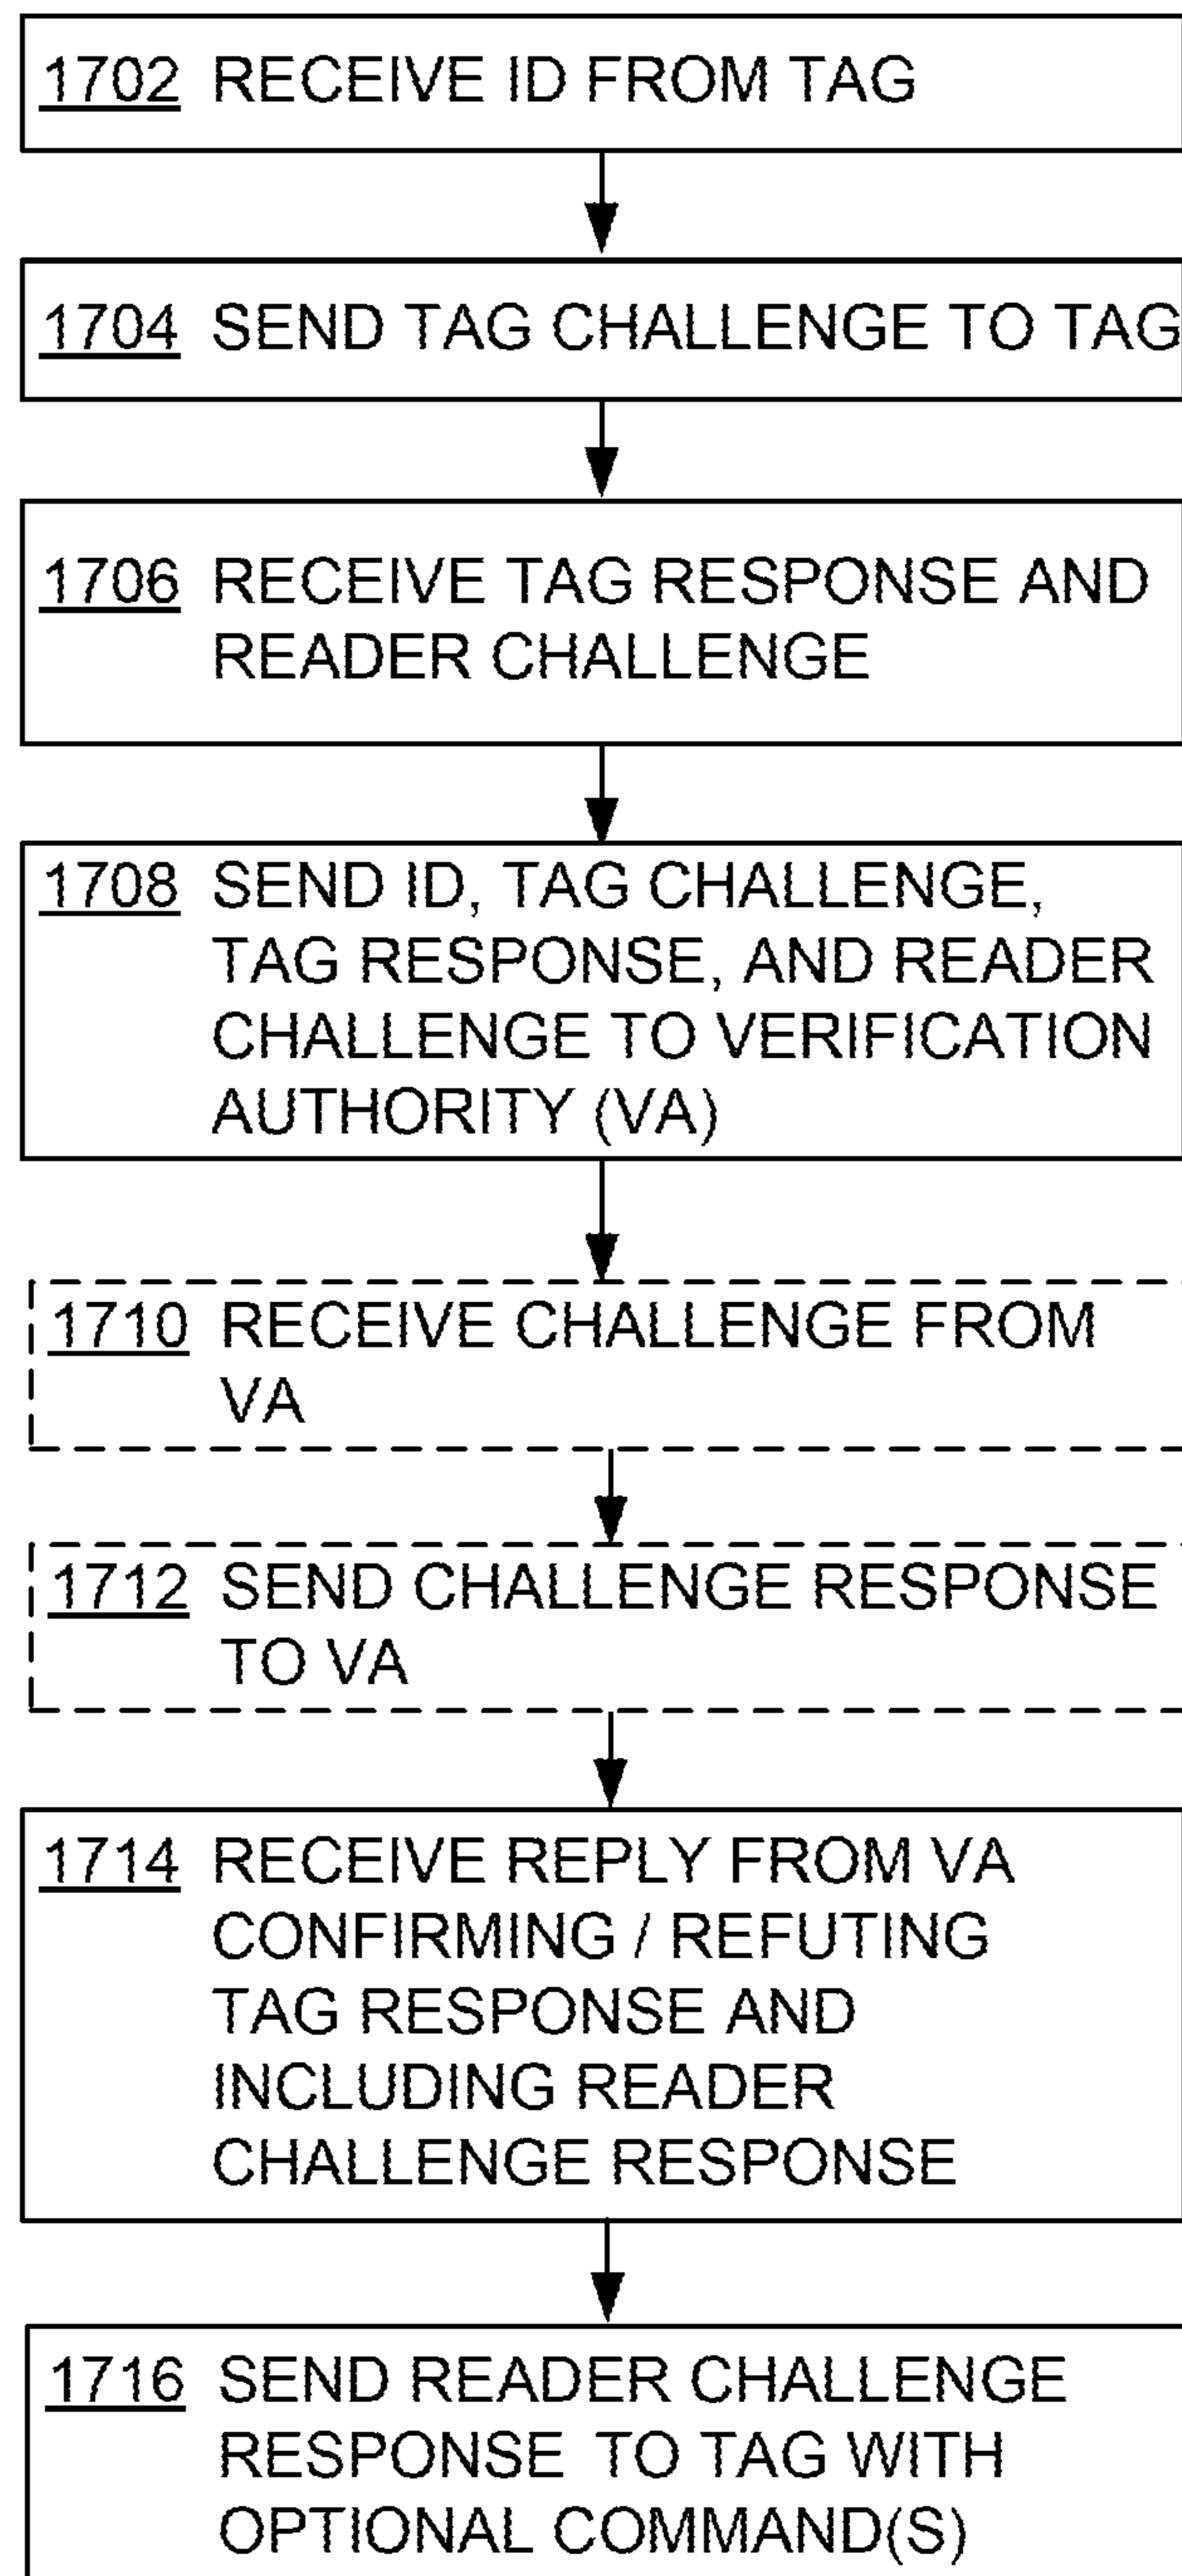 1702 RECEIVE ID FROM TAG
1704 SEND TAG CHALLENGE TO TAG
1706 RECEIVE TAG RESPONSE AND
READER CHALLENGE
1708 SEND ID, TAG CHALLENGE,
TAG RESPONSE, AND READER
CHALLENGE TO VERIFICATION
AUTHORITY (VA)
1710 RECEIVE CHALLENGE FROM
VA
1712 SEND CHALLENGE RESPONSE
TO VA
1714 RECEIVE REPLY FROM VA
CONFIRMING / REFUTING
TAG RESPONSE AND
INCLUDING READER
CHALLENGE RESPONSE
1716 SEND READER CHALLENGE
RESPONSE TO TAG WITH
OPTIONAL COMMAND(S)